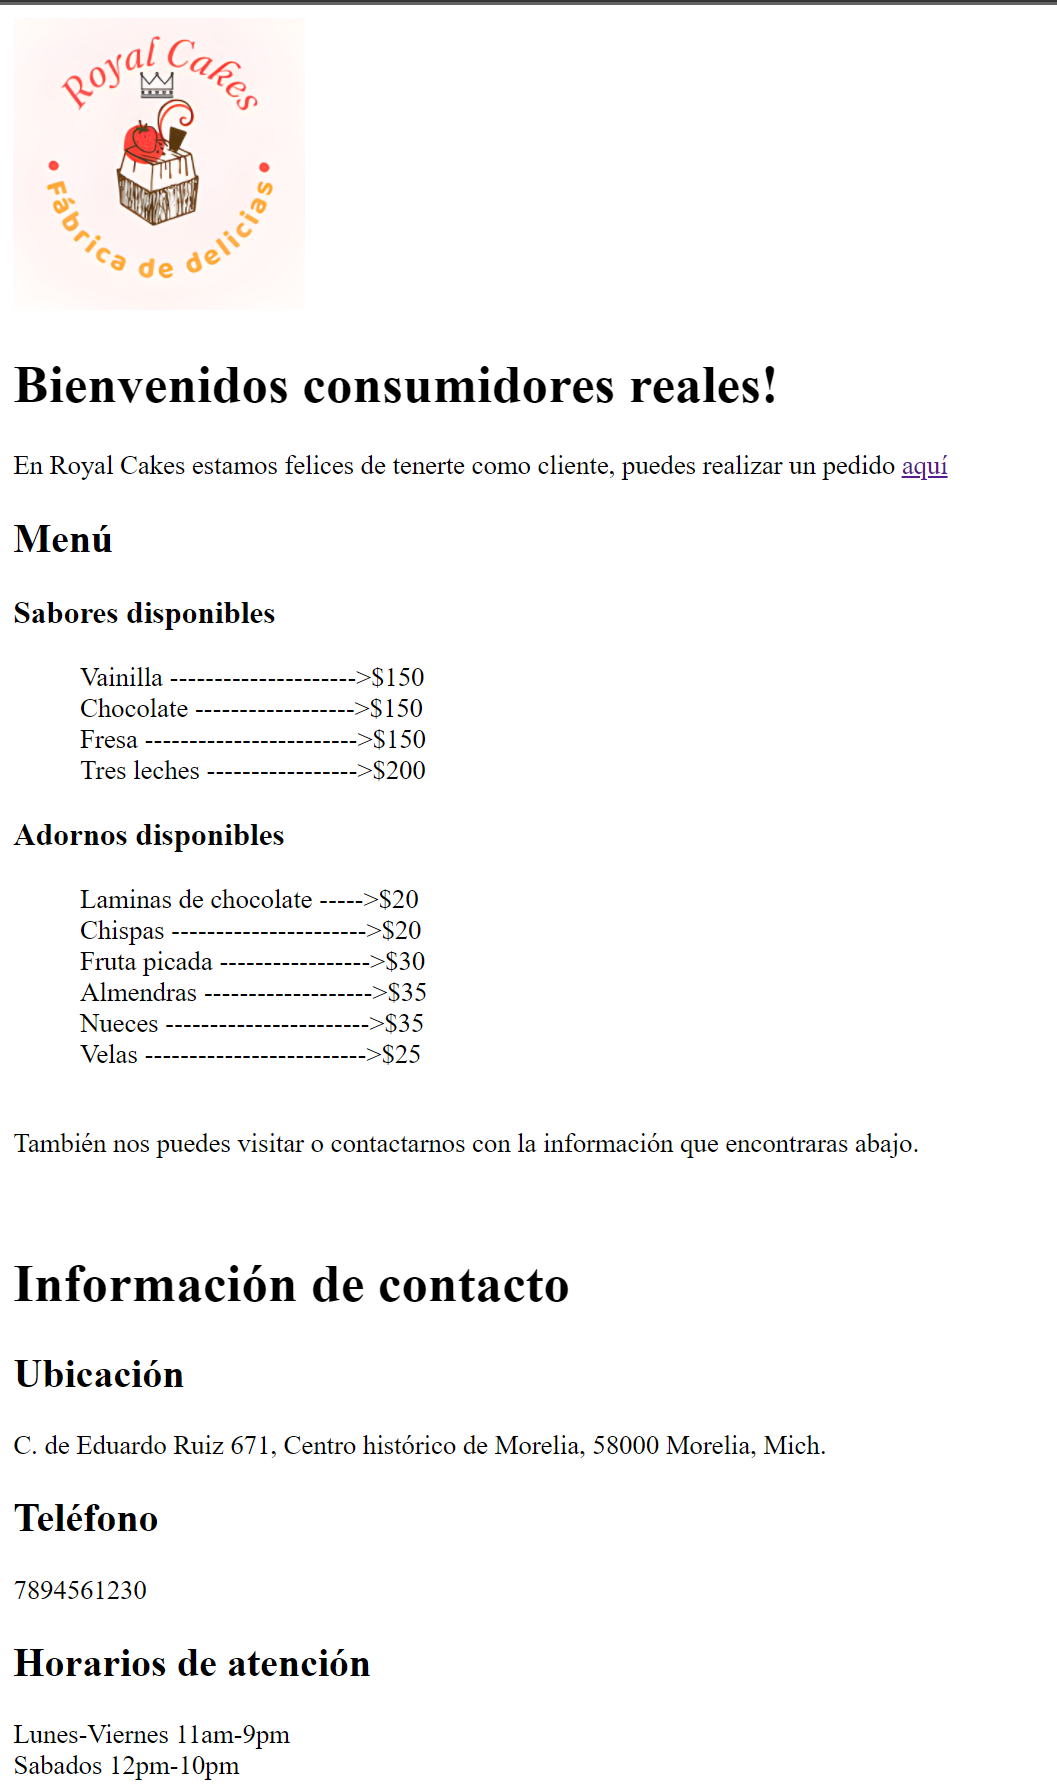 Royal Cakes
• Fábrica de delicias •
Bienvenidos consumidores reales!
En Royal Cakes estamos felices de tenerte como cliente, puedes realizar un pedido aquí
Menú
Sabores disponibles
Vainilla --------------------->$150
Chocolate ------------------>$150
Fresa ------------------------>$150
Tres leches ----------------->$200
Adornos disponibles
Laminas de chocolate ----->$20
Chispas ---------------------->$20
Fruta picada ----------------->$30
Almendras ------------------->$35
Nueces ----------------------->$35
Velas ------------------------->$25
También nos puedes visitar o contactarnos con la información que encontraras abajo.
Información de contacto
Ubicación
C. de Eduardo Ruiz 671, Centro histórico de Morelia, 58000 Morelia, Mich.
Teléfono
7894561230
Horarios de atención
Lunes-Viernes 11am-9pm
Sabados 12pm-10pm